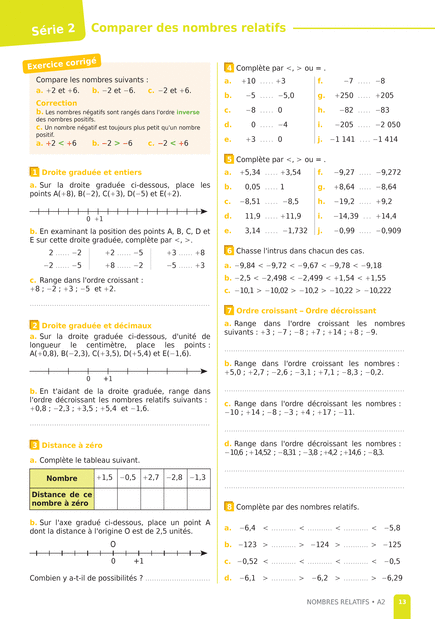 Série 2 Comparer des nombres relatifs
Exercice corrigé
Compare les nombres suivants :
a. +2 et +6. b. −2 et −6. c. −2 et +6.
Correction
b. Les nombres négatifs sont rangés dans l'ordre inverse
des nombres positifs.
c. Un nombre négatif est toujours plus petit qu'un nombre
positif.
a. +2 < +6 b. −2 > −6 c. −2 < +6
1 Droite graduée et entiers
a. Sur la droite graduée ci-dessous, place les
points A(+8), B(−2), C(+3), D(−5) et E(+2).
0 +1
b. En examinant la position des points A, B, C, D et
E sur cette droite graduée, complète par <, >.
2 ...... −2 +2 ...... −5 +3 ...... +8
−2 ...... −5 +8 ...... −2 −5 ...... +3
c. Range dans l'ordre croissant :
+8 ; −2 ; +3 ; −5 et +2.
2 Droite graduée et décimaux
a. Sur la droite graduée ci-dessous, d'unité de
longueur le centimètre, place les points :
A(+0,8), B(−2,3), C(+3,5), D(+5,4) et E(−1,6).
0 +1
b. En t'aidant de la droite graduée, range dans
l'ordre décroissant les nombres relatifs suivants :
+0,8 ; −2,3 ; +3,5 ; +5,4 et −1,6.
3 Distance à zéro
a. Complète le tableau suivant.
Nombre +1,5 −0,5 +2,7 −2,8 −1,3
Distance de ce
nombre à zéro
b. Sur l'axe gradué ci-dessous, place un point A
dont la distance à l'origine O est de 2,5 unités.
O
0 +1
Combien y a-t-il de possibilités ? ............................
4 Complète par <, > ou = .
a. +10 ..... +3 f. −7 ..... −8
b. −5 ..... −5,0 g. +250 ..... +205
c. −8 ..... 0 h. −82 ..... −83
d. 0 ..... −4 i. −205 ..... −2 050
e. +3 ..... 0 j. −1 141 ..... −1 414
5 Complète par <, > ou = .
a. +5,34 ..... +3,54 f. −9,27 ..... −9,272
b. 0,05 ..... 1 g. +8,64 ..... −8,64
c. −8,51 ..... −8,5 h. −19,2 ..... +9,2
d. 11,9 ..... +11,9 i. −14,39 ... +14,4
e. 3,14 ..... −1,732 j. −0,99 ..... −0,909
6 Chasse l'intrus dans chacun des cas.
a. −9,84 < −9,72 < −9,67 < −9,78 < −9,18
b. −2,5 < −2,498 < −2,499 < +1,54 < +1,55
c. −10,1 > −10,02 > −10,2 > −10,22 > −10,222
7 Ordre croissant – Ordre décroissant
a. Range dans l'ordre croissant les nombres
suivants : +3 ; −7 ; −8 ; +7 ; +14 ; +8 ; −9.
b. Range dans l'ordre croissant les nombres :
+5,0 ; +2,7 ; −2,6 ; −3,1 ; +7,1 ; −8,3 ; −0,2.
c. Range dans l'ordre décroissant les nombres :
−10 ; +14 ; −8 ; −3 ; +4 ; +17 ; −11.
d. Range dans l'ordre décroissant les nombres :
−10,6 ; +14,52 ; −8,31 ; −3,8 ; +4,2 ; +14,6 ; −8,3.
8 Complète par des nombres relatifs.
a. −6,4 < ........... < ........... < ........... < −5,8
b. −123 > ........... > −124 > ........... > −125
c. −0,52 < ........... < ........... < ........... < −0,5
d. −6,1 > ........... > −6,2 > ........... > −6,29
NOMBRES RELATIFS • A2 13